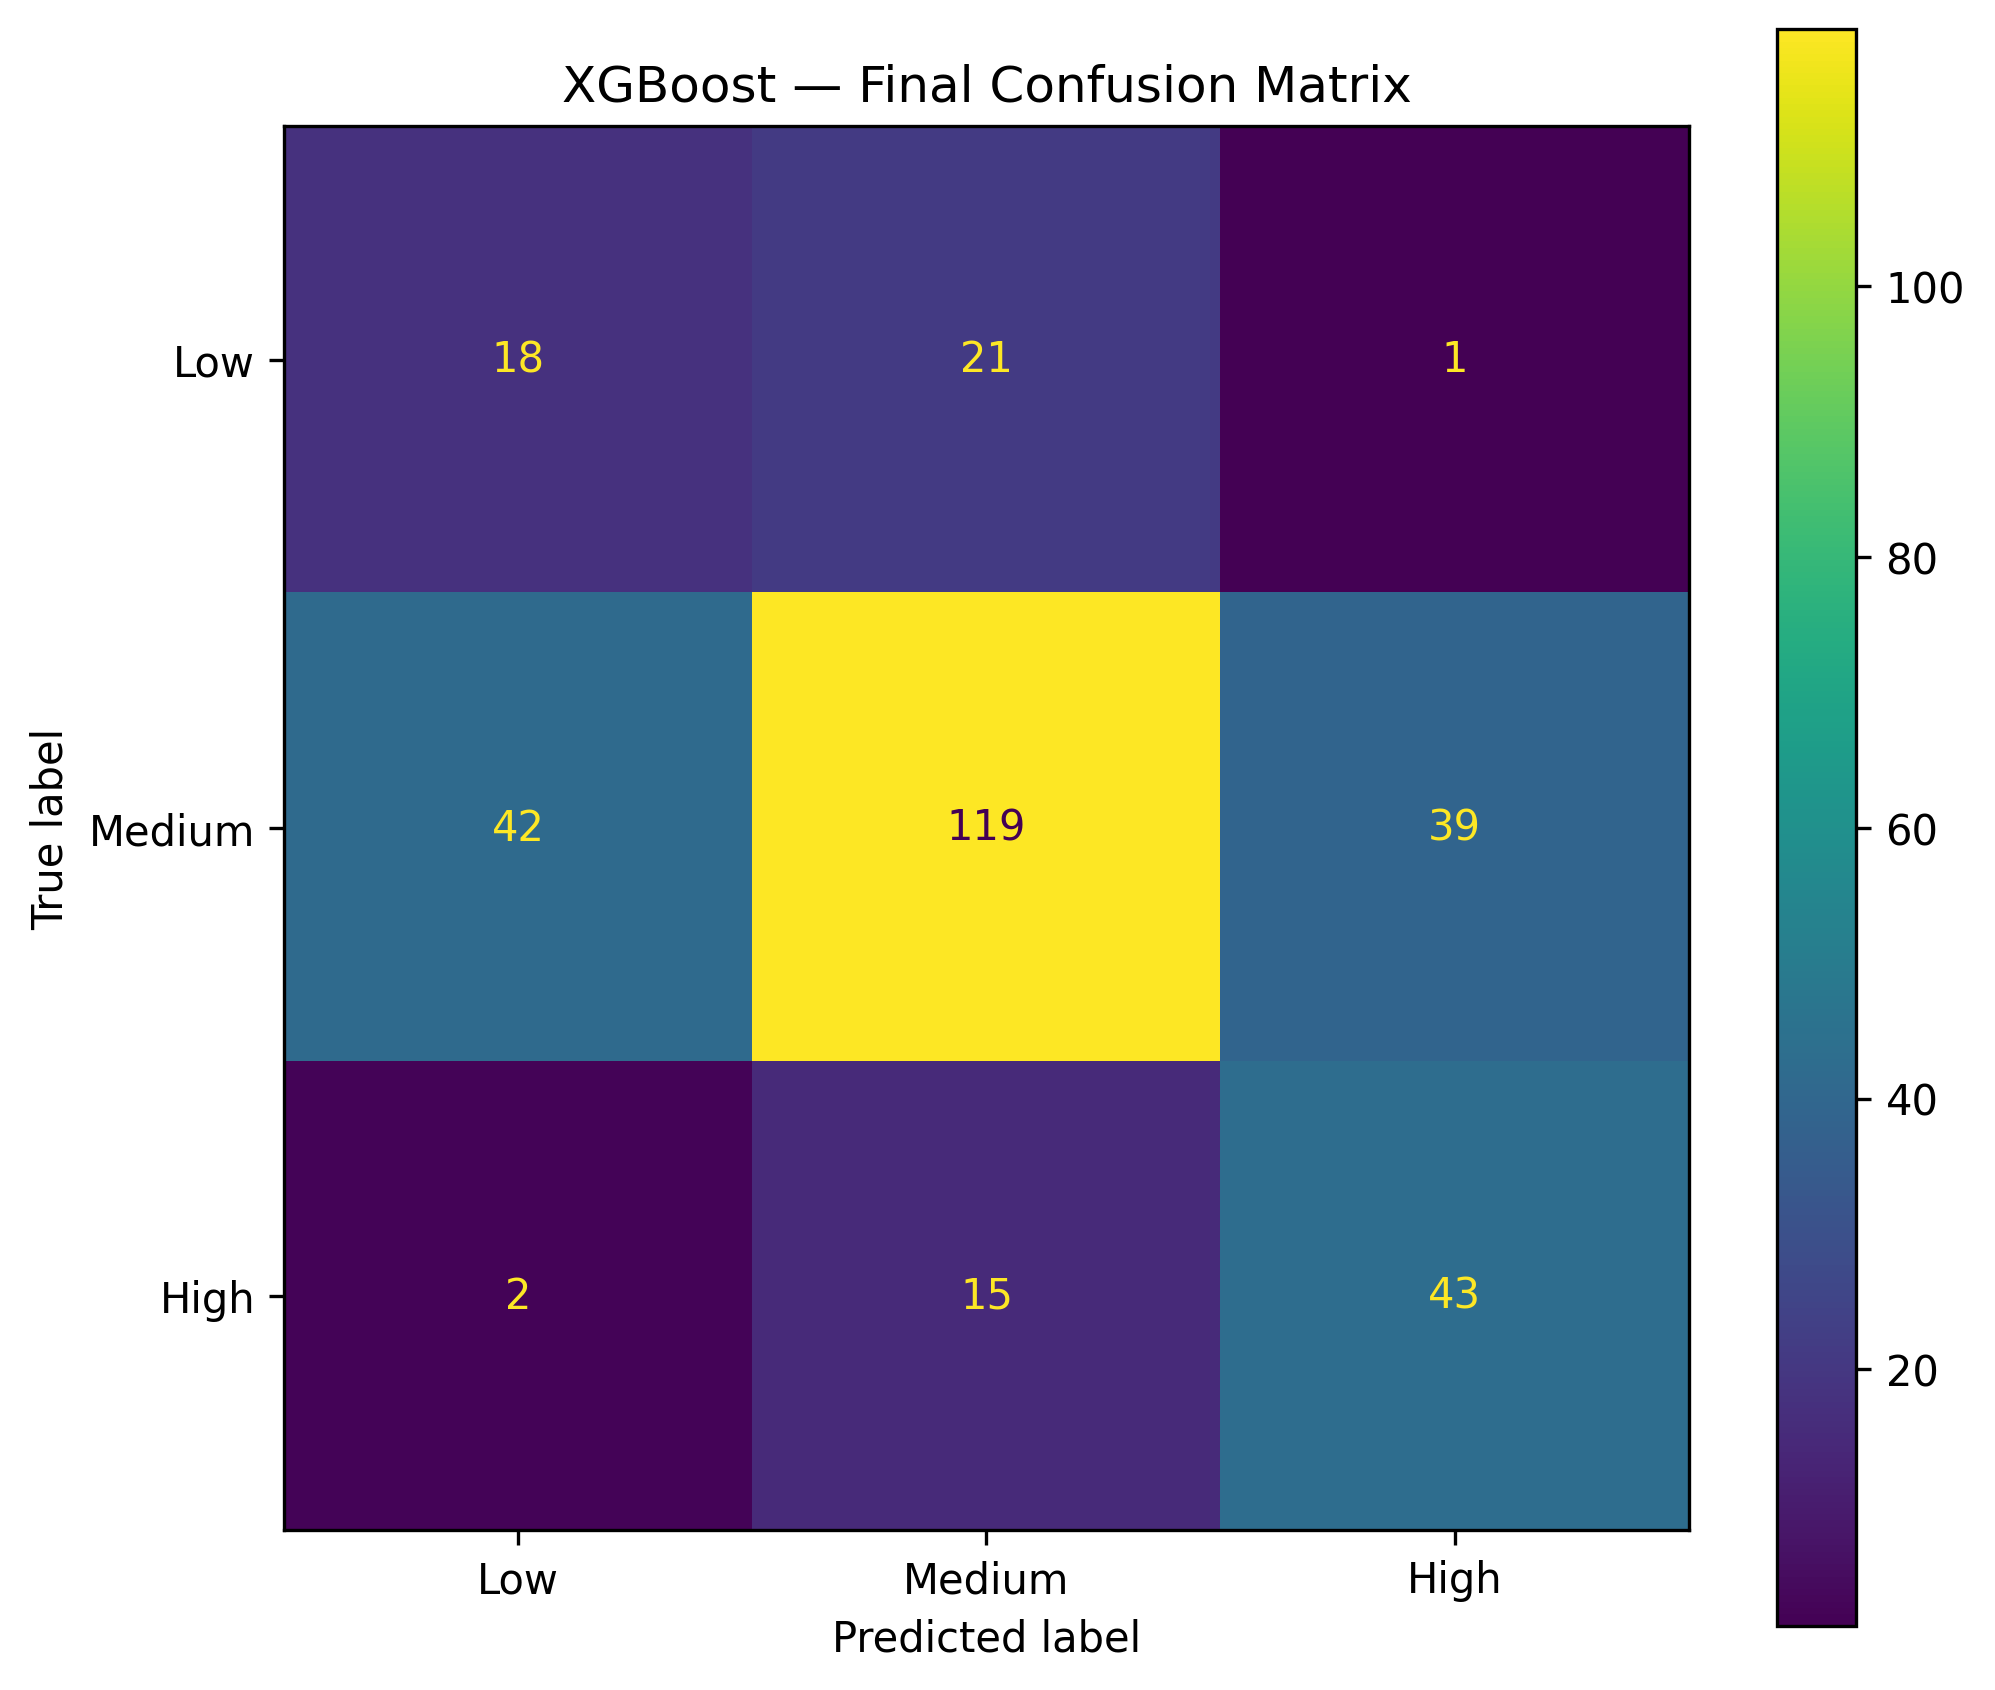 XGBoost — Final Confusion Matrix
100
80
60
40
20
True label
Low 18 21 1
Medium 42 119 39
High 2 15 43
Low Medium High
Predicted label